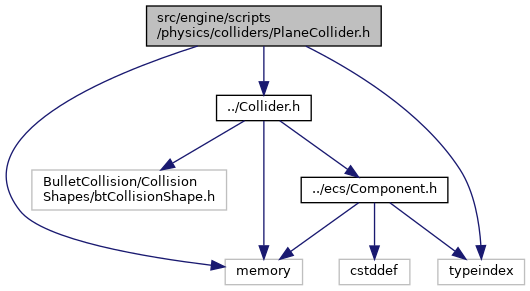 src/engine/scripts
/physics/colliders/PlaneCollider.h
../Collider.h
BulletCollision/Collision
Shapes/btCollisionShape.h
../ecs/Component.h
memory
cstddef
typeindex